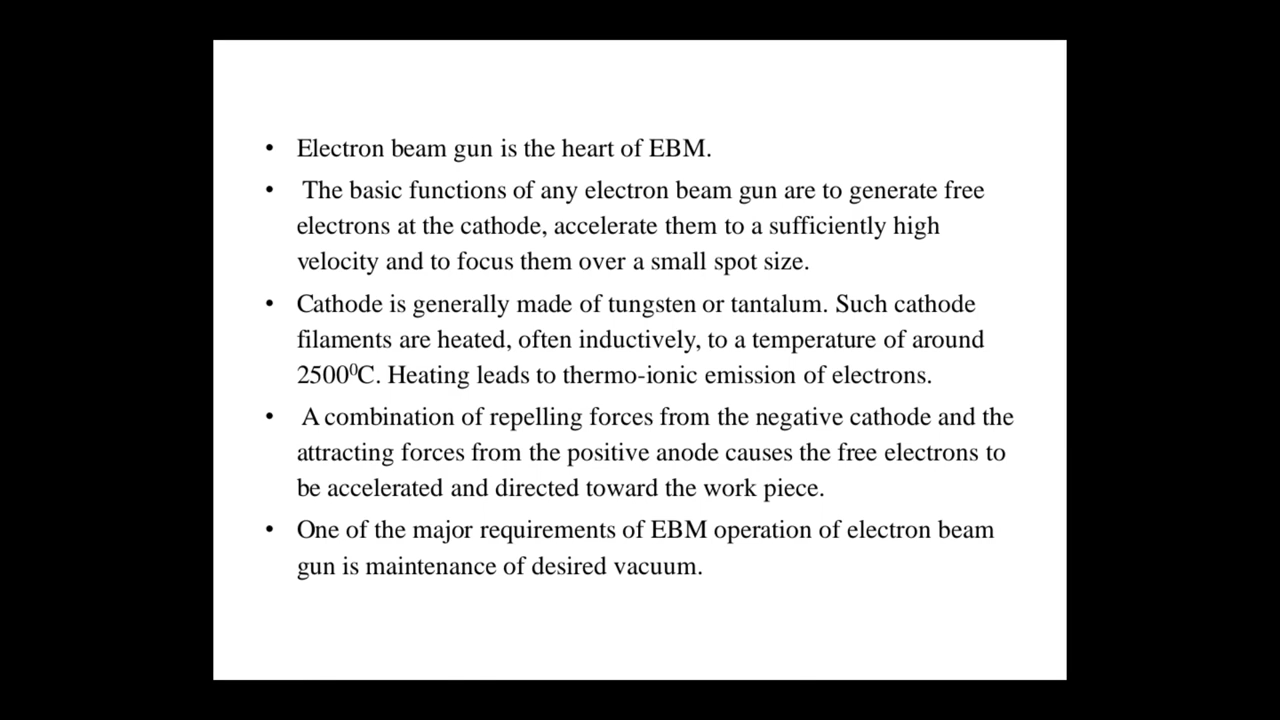 • Electron beam gun is the heart of EBM.
• The basic functions of any electron beam gun are to generate free
electrons at the cathode, accelerate them to a sufficiently high
velocity and to focus them over a small spot size.
• Cathode is generally made of tungsten or tantalum. Such cathode
filaments are heated, often inductively, to a temperature of around
2500⁰C. Heating leads to thermo-ionic emission of electrons.
• A combination of repelling forces from the negative cathode and the
attracting forces from the positive anode causes the free electrons to
be accelerated and directed toward the work piece.
• One of the major requirements of EBM operation of electron beam
gun is maintenance of desired vacuum.